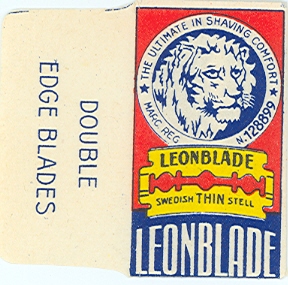 DOUBLE
EDGE BLADES
★ THE ULTIMATE IN SHAVING COMFORT ★
MARC REG N. 128899
LEONBLADE
SWEDISH THIN STELL
LEONBLADE